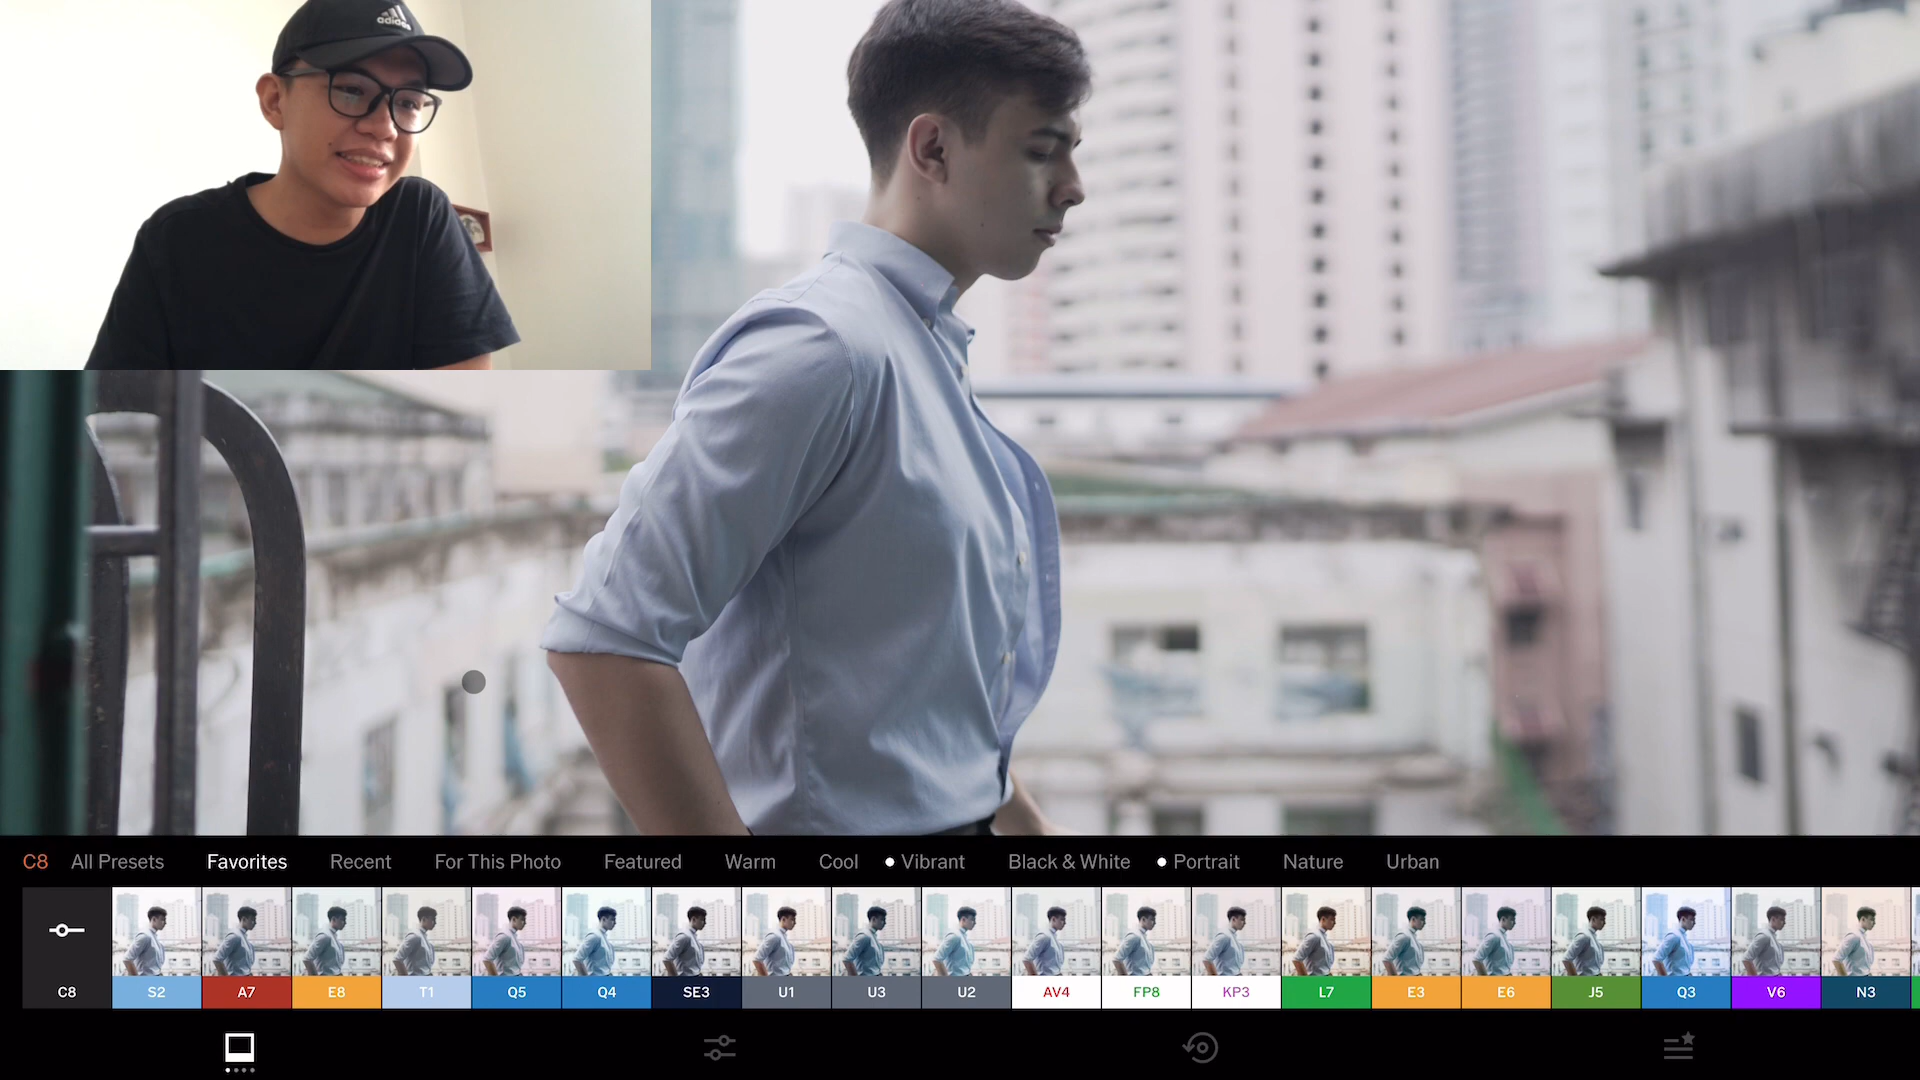 adidas
C8 All Presets Favorites Recent For This Photo Featured Warm Cool Vibrant Black & White Portrait Nature Urban
C8 S2 A7 E8 T1 Q5 Q4 SE3 U1 U3 U2 AV4 FP8 KP3 L7 E3 E6 J5 Q3 V6 N3